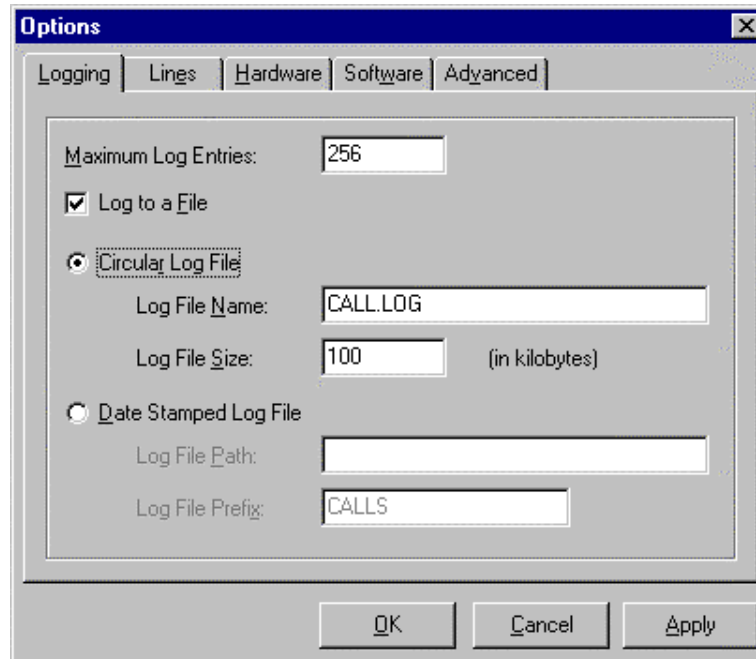 Options
Logging Lines Hardware Software Advanced
Maximum Log Entries: 256
Log to a File
Circular Log File
Log File Name: CALL.LOG
Log File Size: 100 (in kilobytes)
Date Stamped Log File
Log File Path:
Log File Prefix: CALLS
OK Cancel Apply